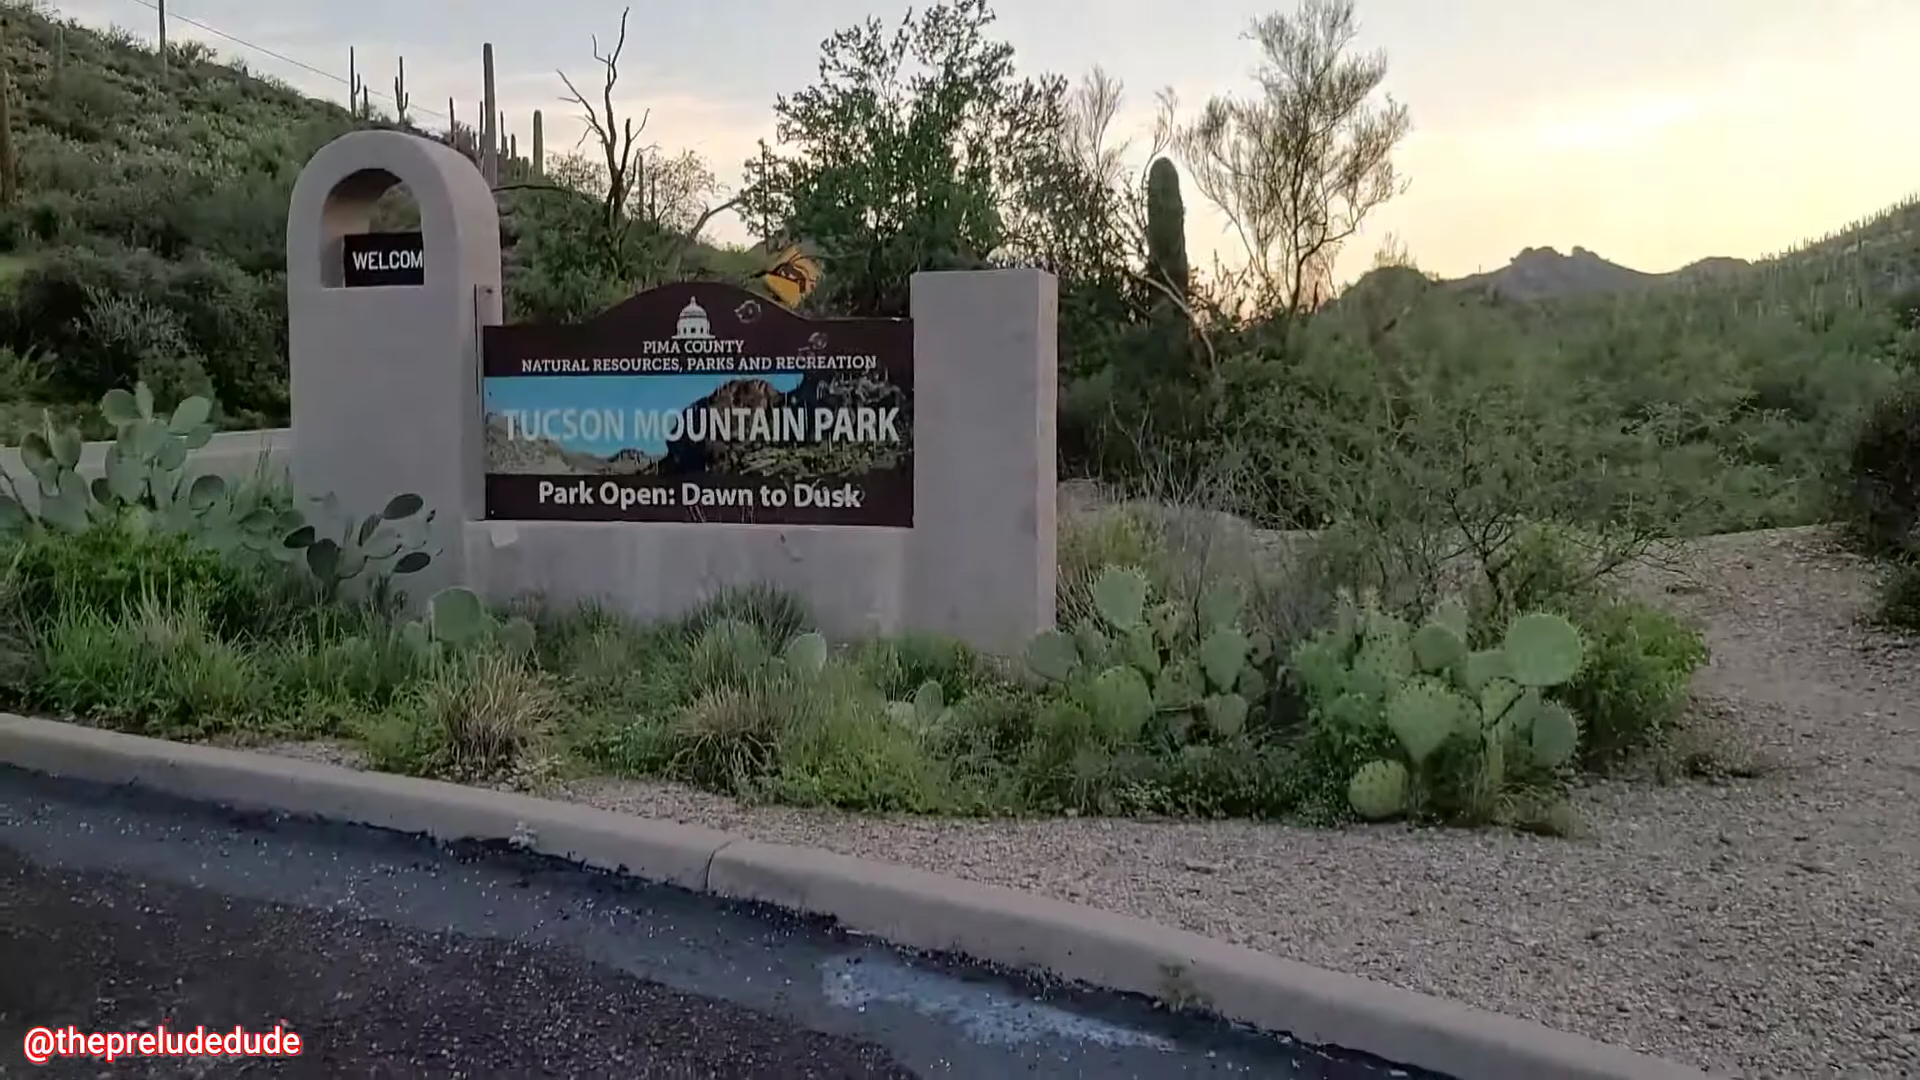 WELCOM
PIMA COUNTY
NATURAL RESOURCES, PARKS AND RECREATION
TUCSON MOUNTAIN PARK
Park Open: Dawn to Dusk
@thepreludedude